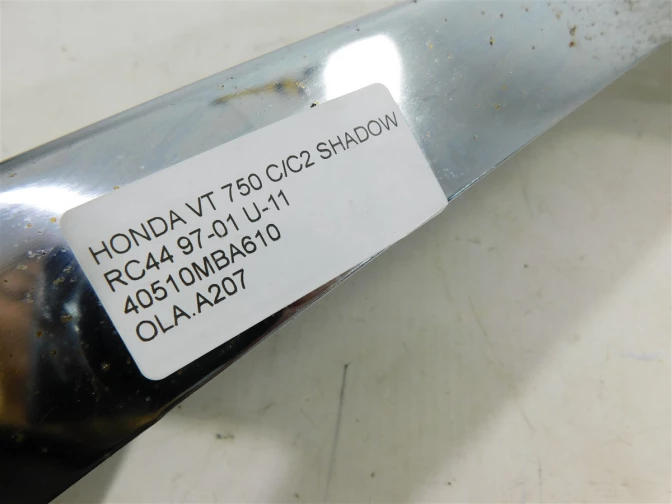 HONDA VT 750 C/C2 SHADOW
RC44 97-01 U-11
40510MBA610
OLA.A207